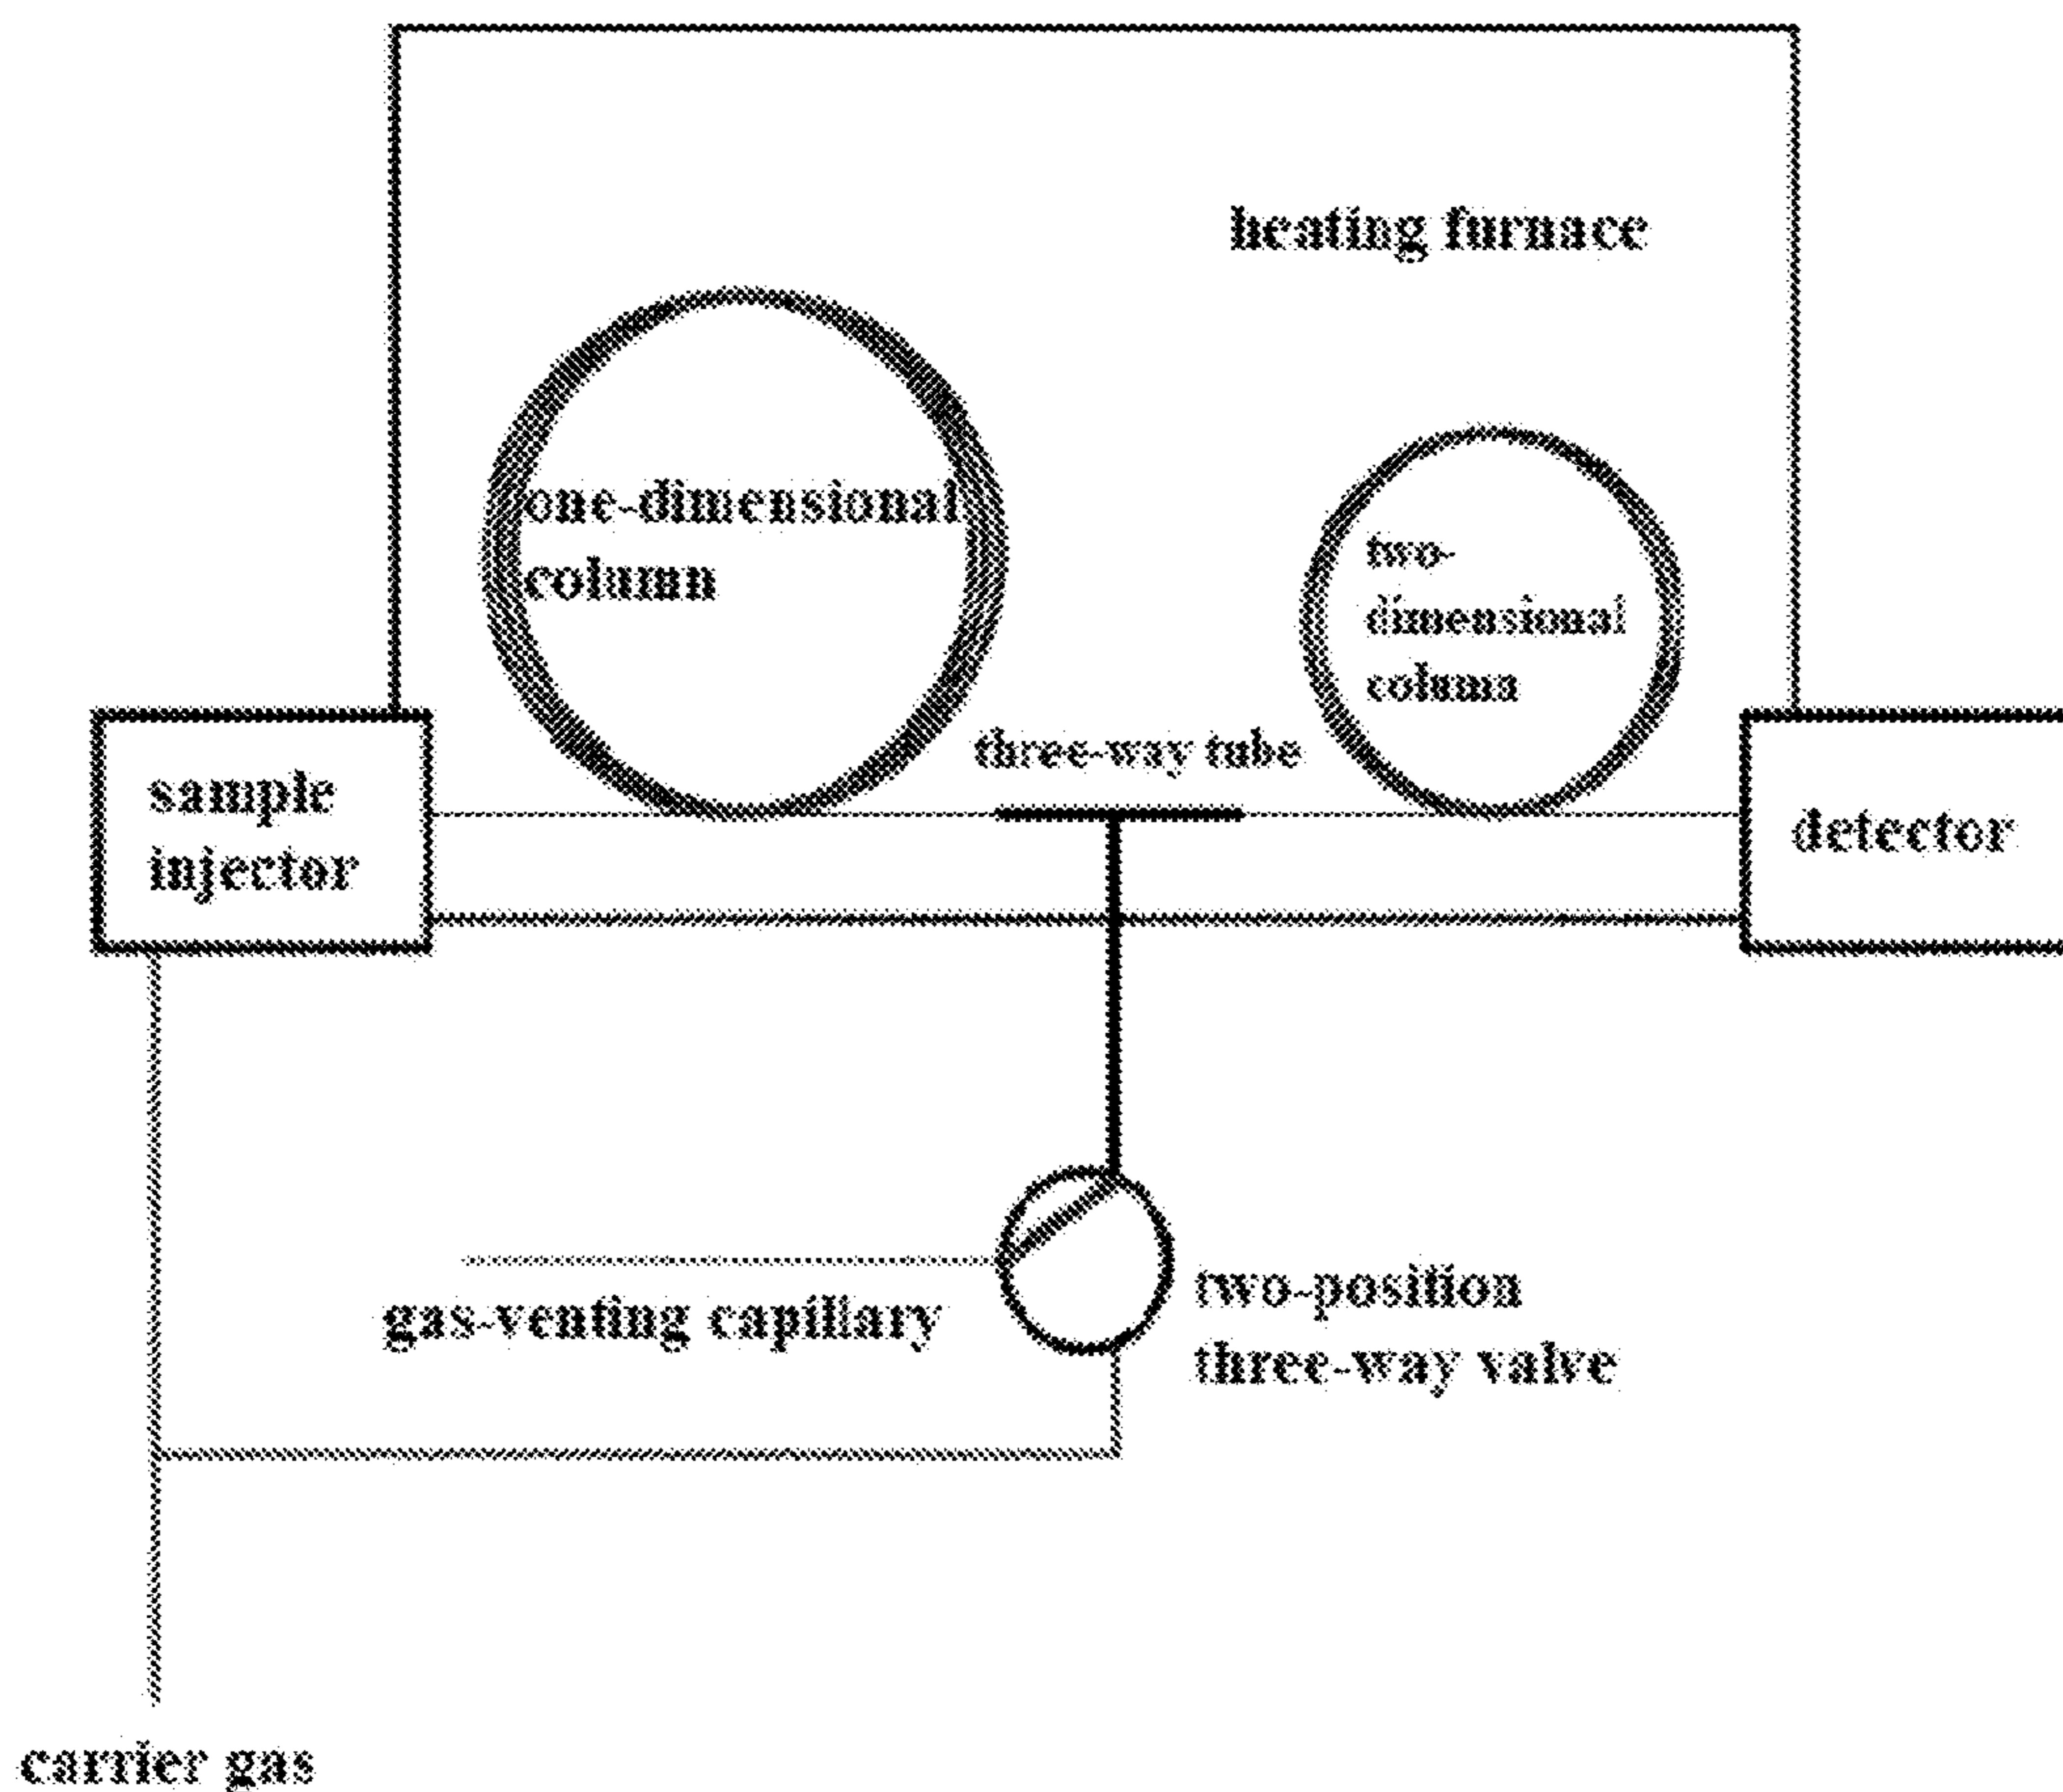 heating furnace
one-dimensional
column
two-
dimensional
column
three-way tube
sample
injector
detector
gas-venting capillary
two-position
three-way valve
carrier gas